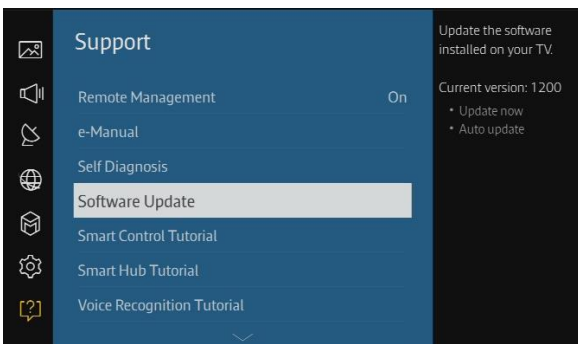 Support
Remote Management On
e-Manual
Self Diagnosis
Software Update
Smart Control Tutorial
Smart Hub Tutorial
Voice Recognition Tutorial
[?]
Update the software
installed on your TV.
Current version: 1200
• Update now
• Auto update